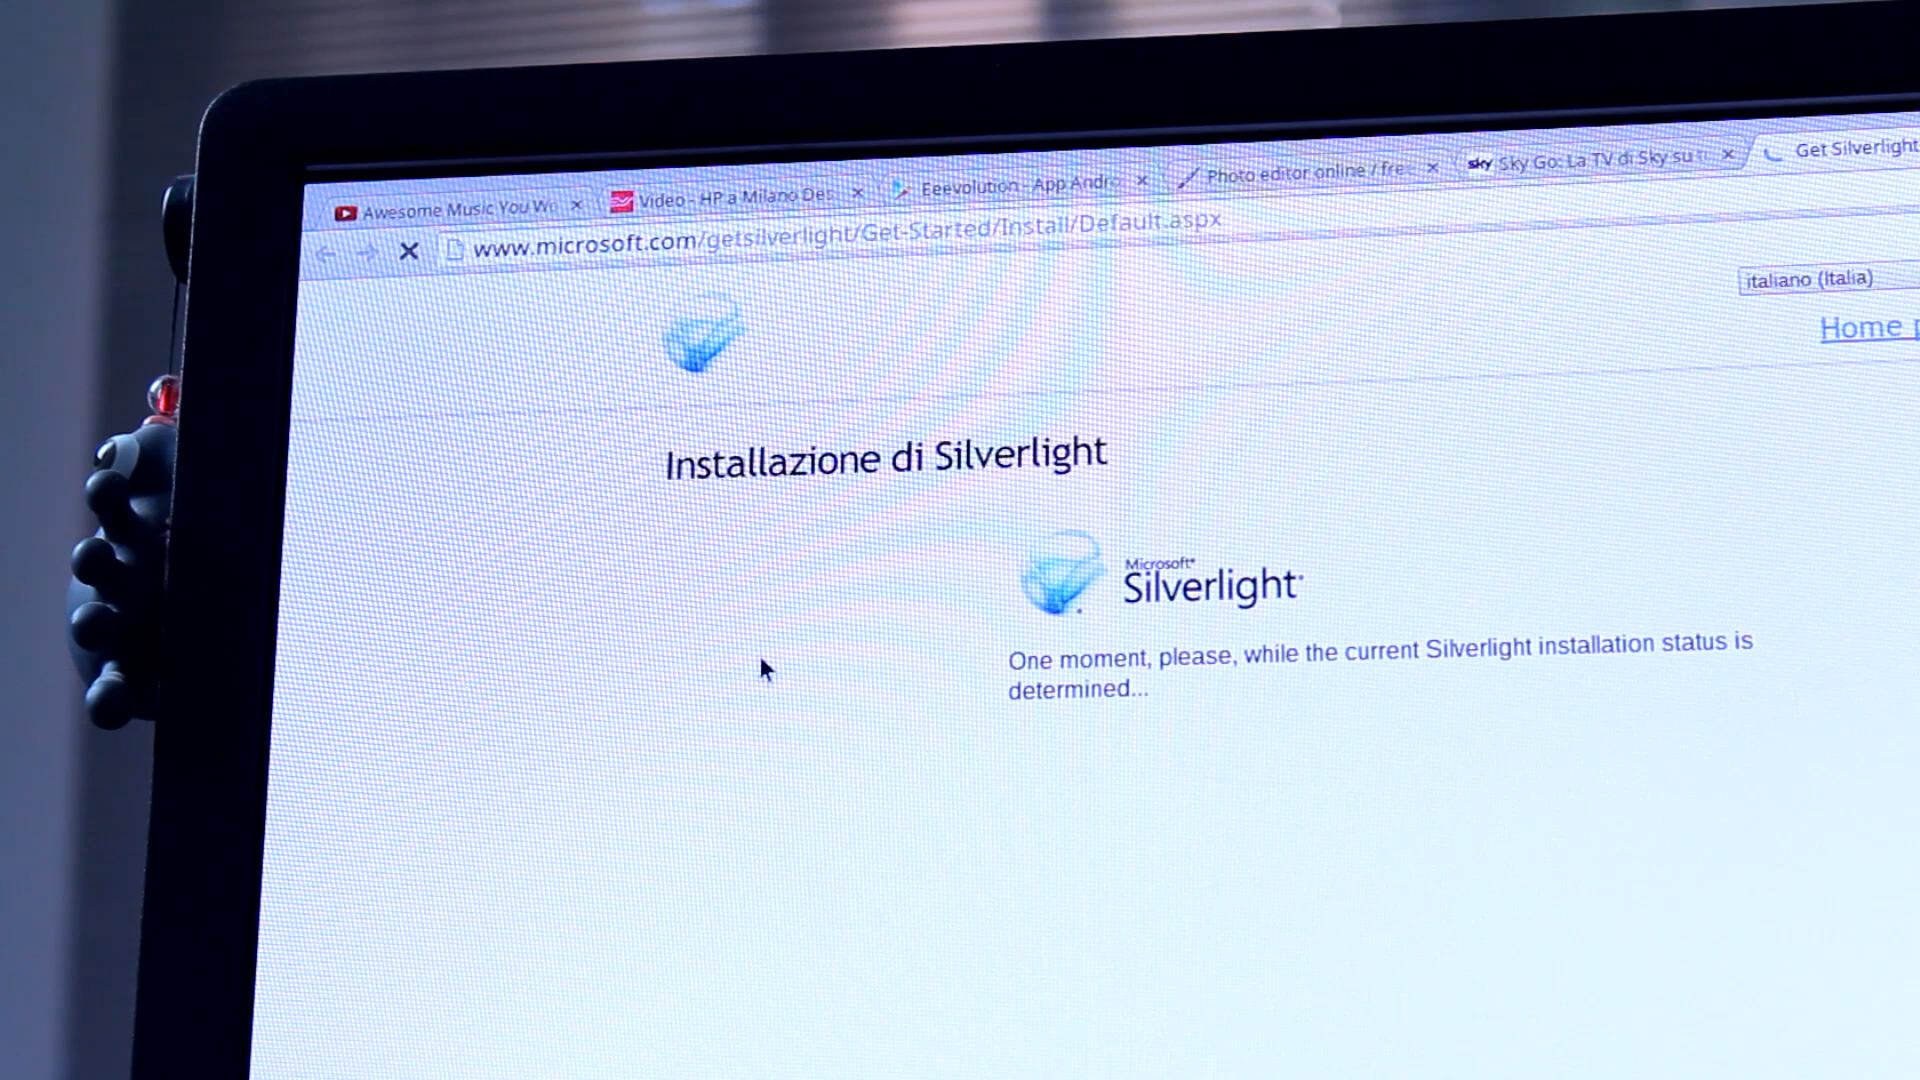 Awesome Music You Wo
Video - HP a Milano Des
Eeevolution - App Andro
Photo editor online / fre
sky Sky Go: La TV di Sky su
Get Silverlight
www.microsoft.com/getsilverlight/Get-Started/Install/Default.aspx
italiano (Italia)
Home
Installazione di Silverlight
Microsoft®
Silverlight
One moment, please, while the current Silverlight installation status is
determined...